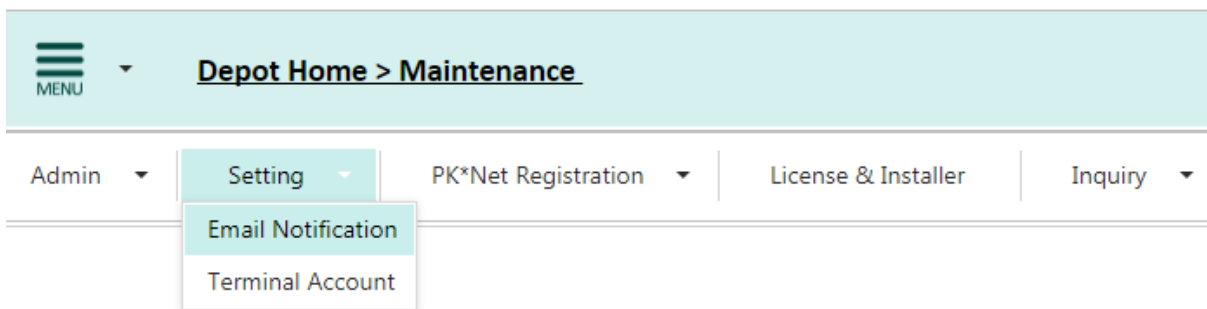 MENU
Depot Home > Maintenance
Admin Setting PK*Net Registration License & Installer Inquiry
Email Notification
Terminal Account